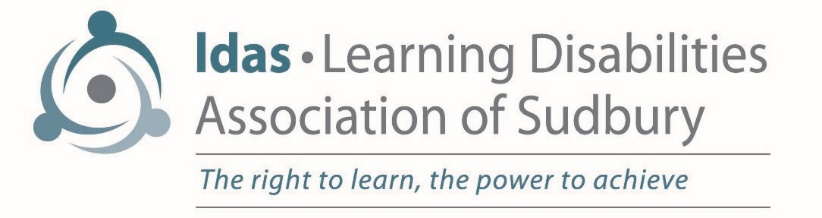 ldas • Learning Disabilities
Association of Sudbury
The right to learn, the power to achieve